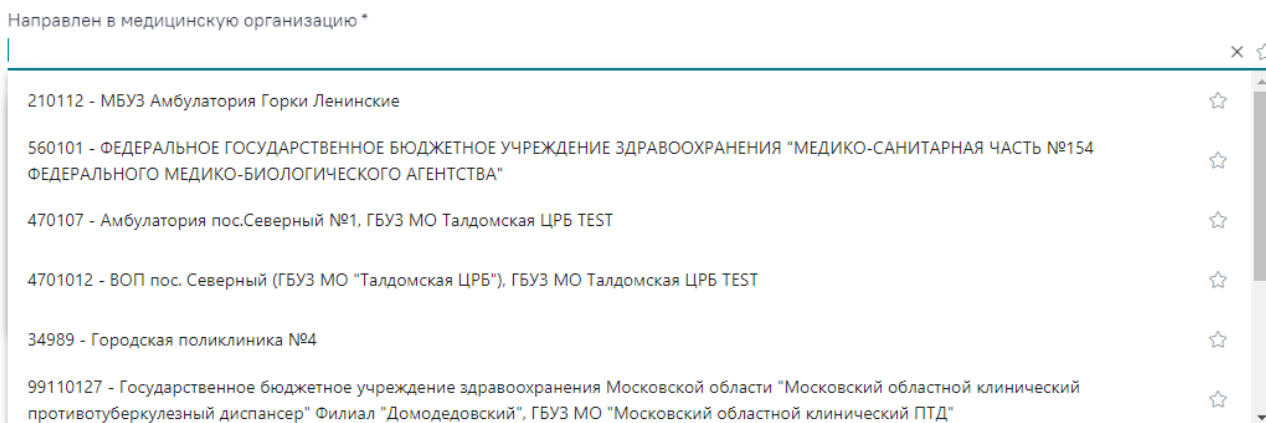 Направлен в медицинскую организацию *
210112 - МБУЗ Амбулатория Горки Ленинские
560101 - ФЕДЕРАЛЬНОЕ ГОСУДАРСТВЕННОЕ БЮДЖЕТНОЕ УЧРЕЖДЕНИЕ ЗДРАВООХРАНЕНИЯ "МЕДИКО-САНИТАРНАЯ ЧАСТЬ №154
ФЕДЕРАЛЬНОГО МЕДИКО-БИОЛОГИЧЕСКОГО АГЕНТСТВА"
470107 - Амбулатория пос.Северный №1, ГБУЗ МО Талдомская ЦРБ TEST
4701012 - ВОП пос. Северный (ГБУЗ МО "Талдомская ЦРБ"), ГБУЗ МО Талдомская ЦРБ TEST
34989 - Городская поликлиника №4
99110127 - Государственное бюджетное учреждение здравоохранения Московской области "Московский областной клинический
противотуберкулезный диспансер" Филиал "Домодедовский", ГБУЗ МО "Московский областной клинический ПТД"